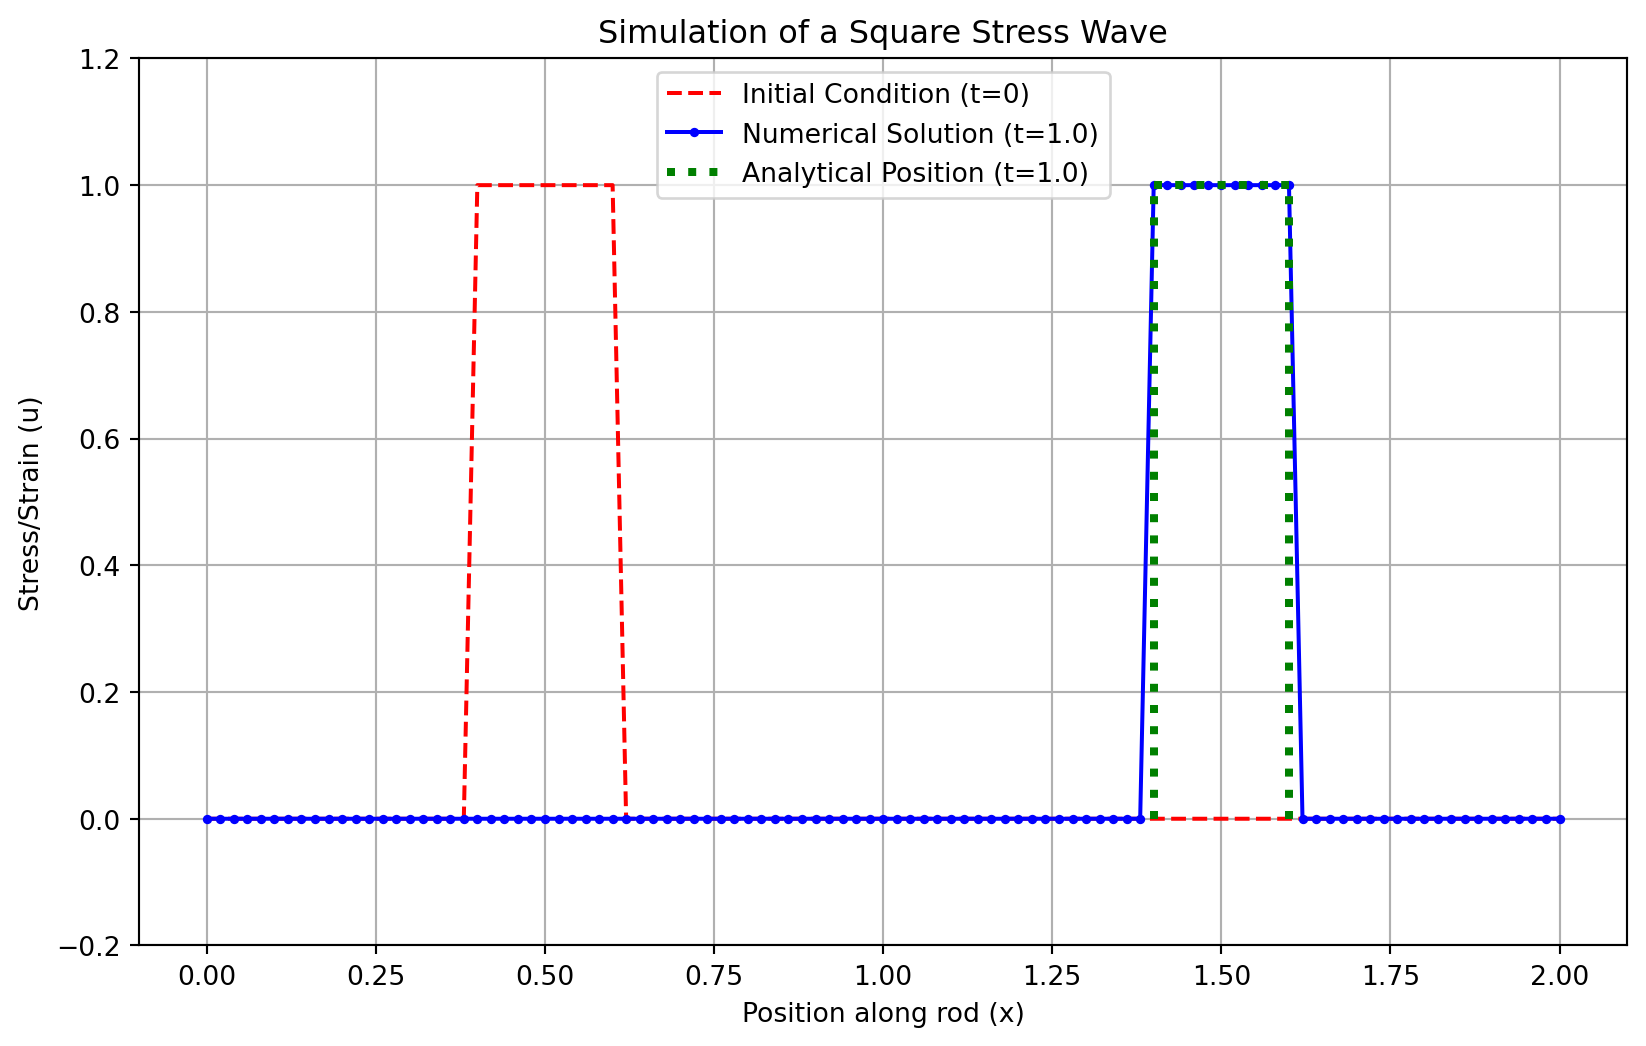 Simulation of a Square Stress Wave
1.2
1.0
0.8
0.6
0.4
0.2
0.0
−0.2
Stress/Strain (u)
Initial Condition (t=0)
Numerical Solution (t=1.0)
Analytical Position (t=1.0)
0.00 0.25 0.50 0.75 1.00 1.25 1.50 1.75 2.00
Position along rod (x)